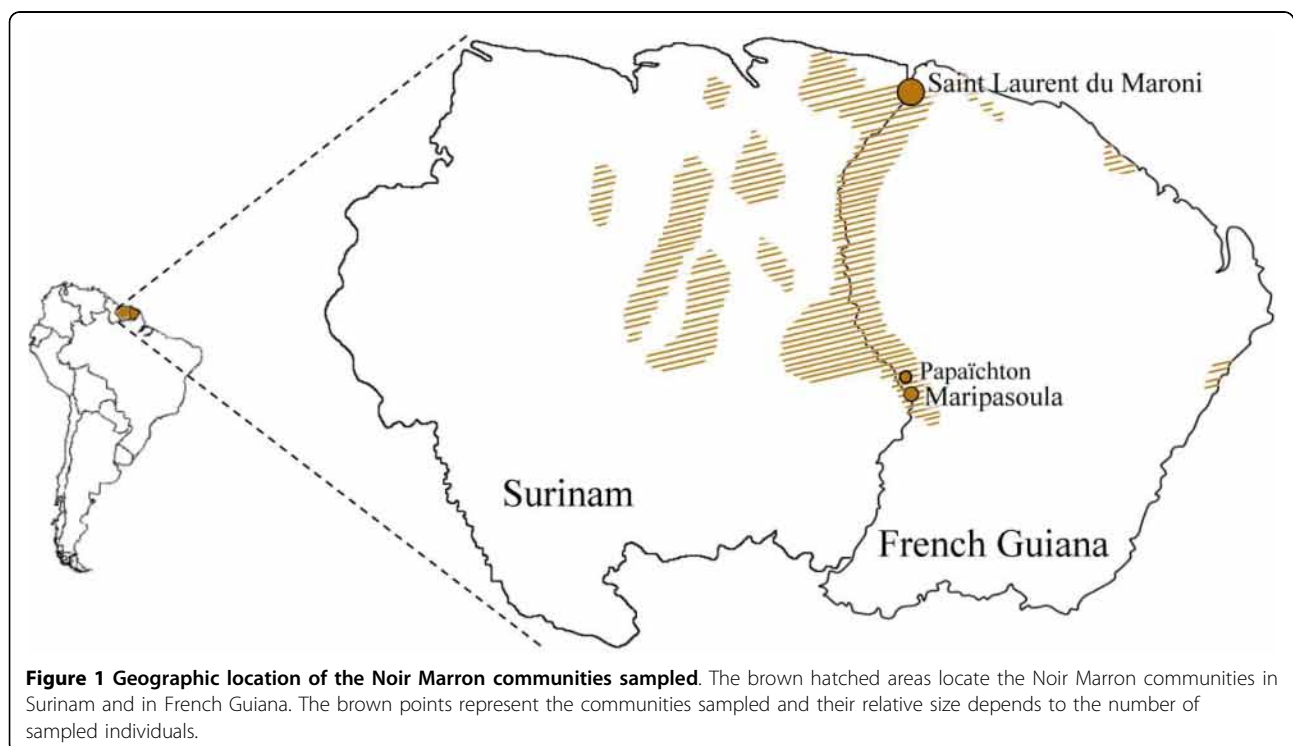 Saint Laurent du Maroni
Papaïchton
Maripasoula
Surinam
French Guiana
Figure 1 Geographic location of the Noir Marron communities sampled. The brown hatched areas locate the Noir Marron communities in
Surinam and in French Guiana. The brown points represent the communities sampled and their relative size depends to the number of
sampled individuals.